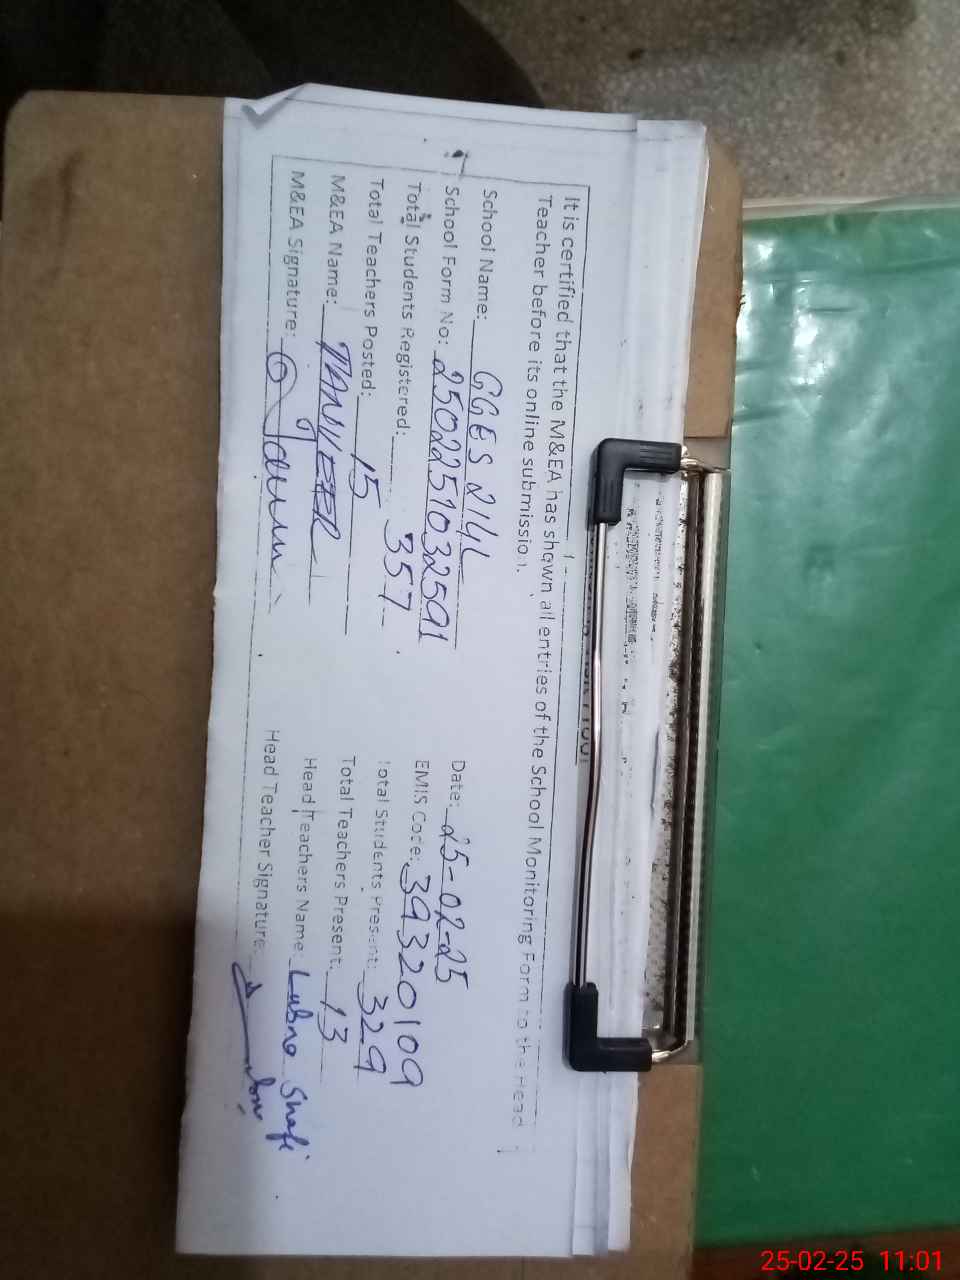 It is certified that the M&EA has shown all entries of the School Monitoring Form to the Head
Teacher before its online submission.
School Name: GGES 214L Date: 25-02-25
School Form No: 2502251032591 EMIS Code: 39320109
Total Students Registered: 357 Total Students Present: 329
Total Teachers Posted: 15 Total Teachers Present: 13
M&EA Name: TANVEER Head Teachers Name: Lubna Shafi
M&EA Signature: Head Teacher Signature:
25-02-25 11:01